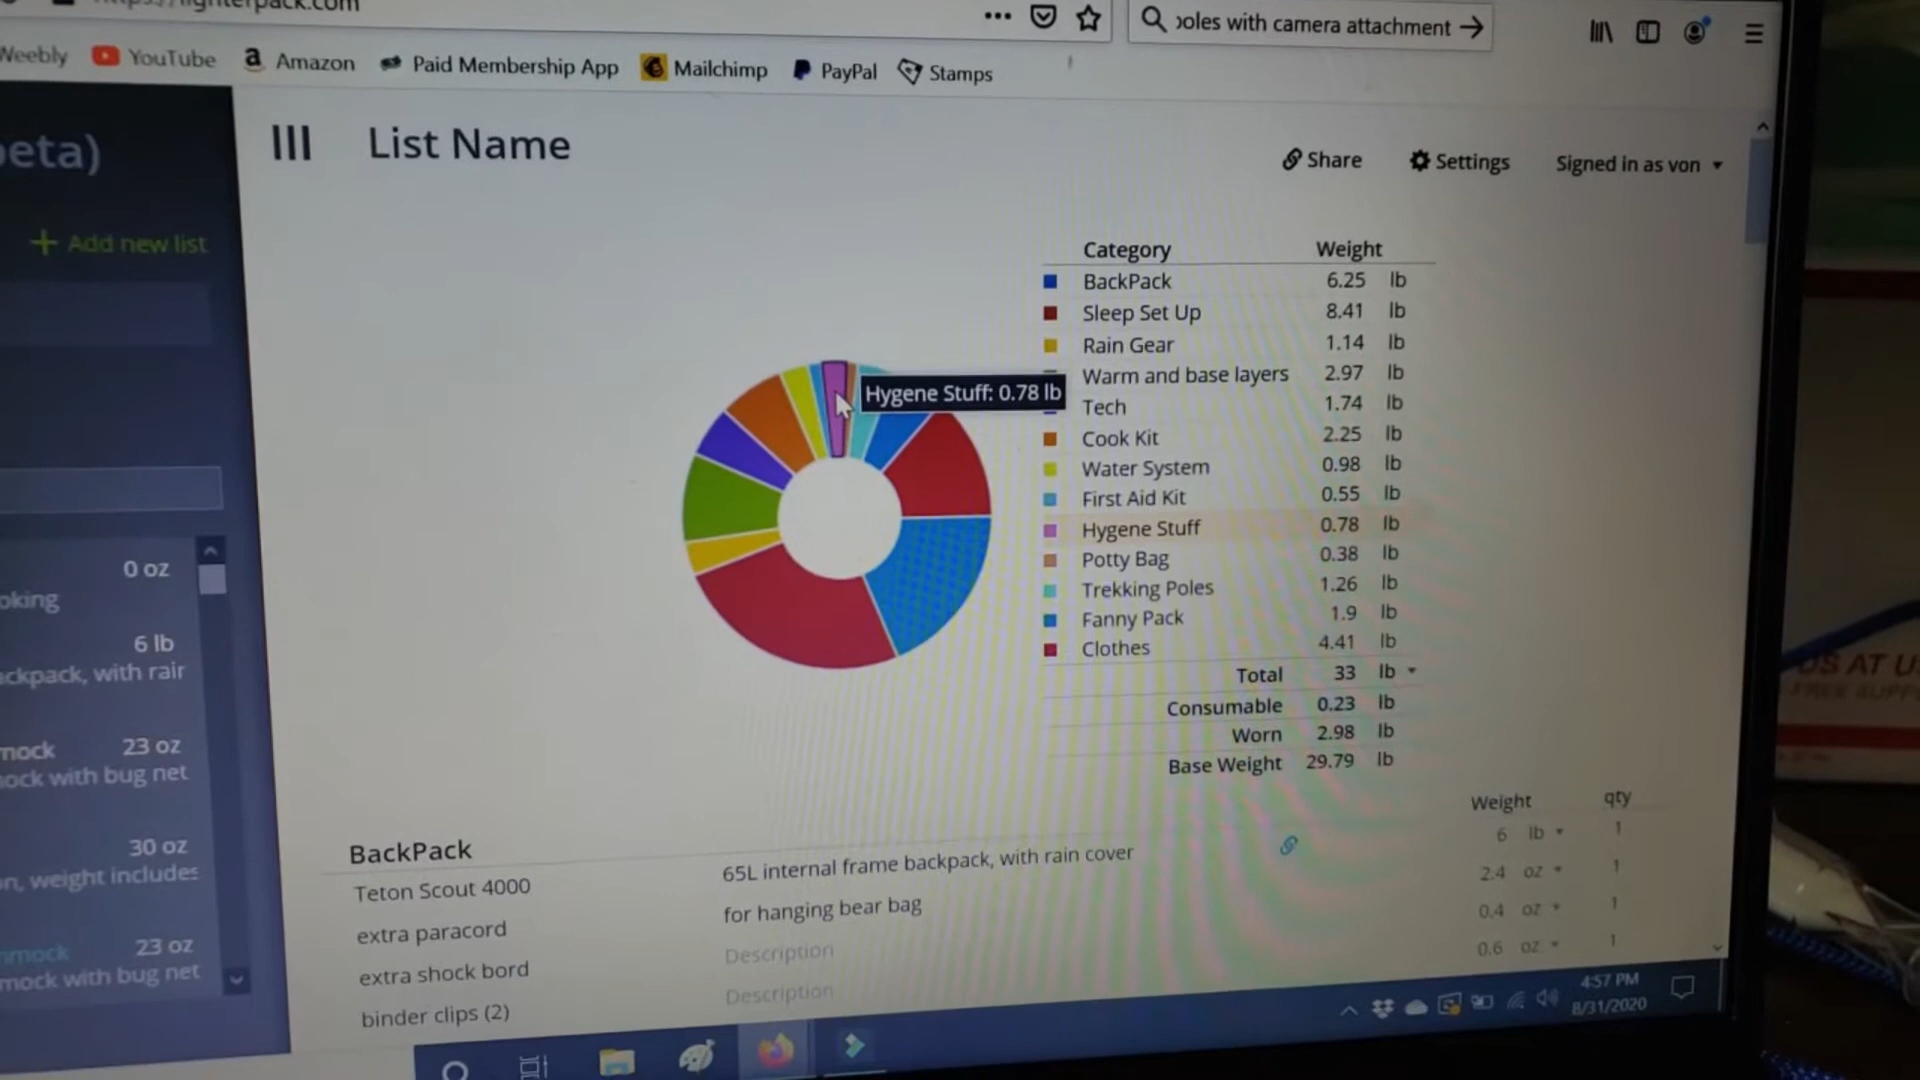 lighterpack.com
poles with camera attachment
Weebly YouTube Amazon Paid Membership App Mailchimp PayPal Stamps
beta)
List Name
Share Settings Signed in as von
Add new list
Category Weight
BackPack 6.25 lb
Sleep Set Up 8.41 lb
Rain Gear 1.14 lb
Warm and base layers 2.97 lb
Hygene Stuff: 0.78 lb
Tech 1.74 lb
Cook Kit 2.25 lb
Water System 0.98 lb
First Aid Kit 0.55 lb
Hygene Stuff 0.78 lb
Potty Bag 0.38 lb
Trekking Poles 1.26 lb
Fanny Pack 1.9 lb
Clothes 4.41 lb
Total 33 lb
Consumable 0.23 lb
Worn 2.98 lb
Base Weight 29.79 lb
0 oz
oking
6 lb
ackpack, with rair
mock 23 oz
ock with bug net
30 oz
n, weight includes
mmock 23 oz
mock with bug net
Weight qty
BackPack
Teton Scout 4000 65L internal frame backpack, with rain cover 6 lb 1
extra paracord for hanging bear bag 2.4 oz 1
extra shock bord Description 0.4 oz 1
binder clips (2) Description 0.6 oz 1
4:57 PM
8/31/2020
US AT U